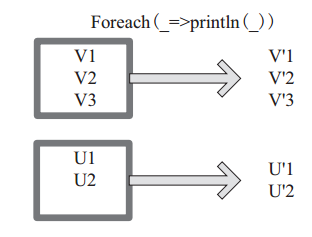 Foreach(_=>println(_))
V1
V2
V3
V'1
V'2
V'3
U1
U2
U'1
U'2